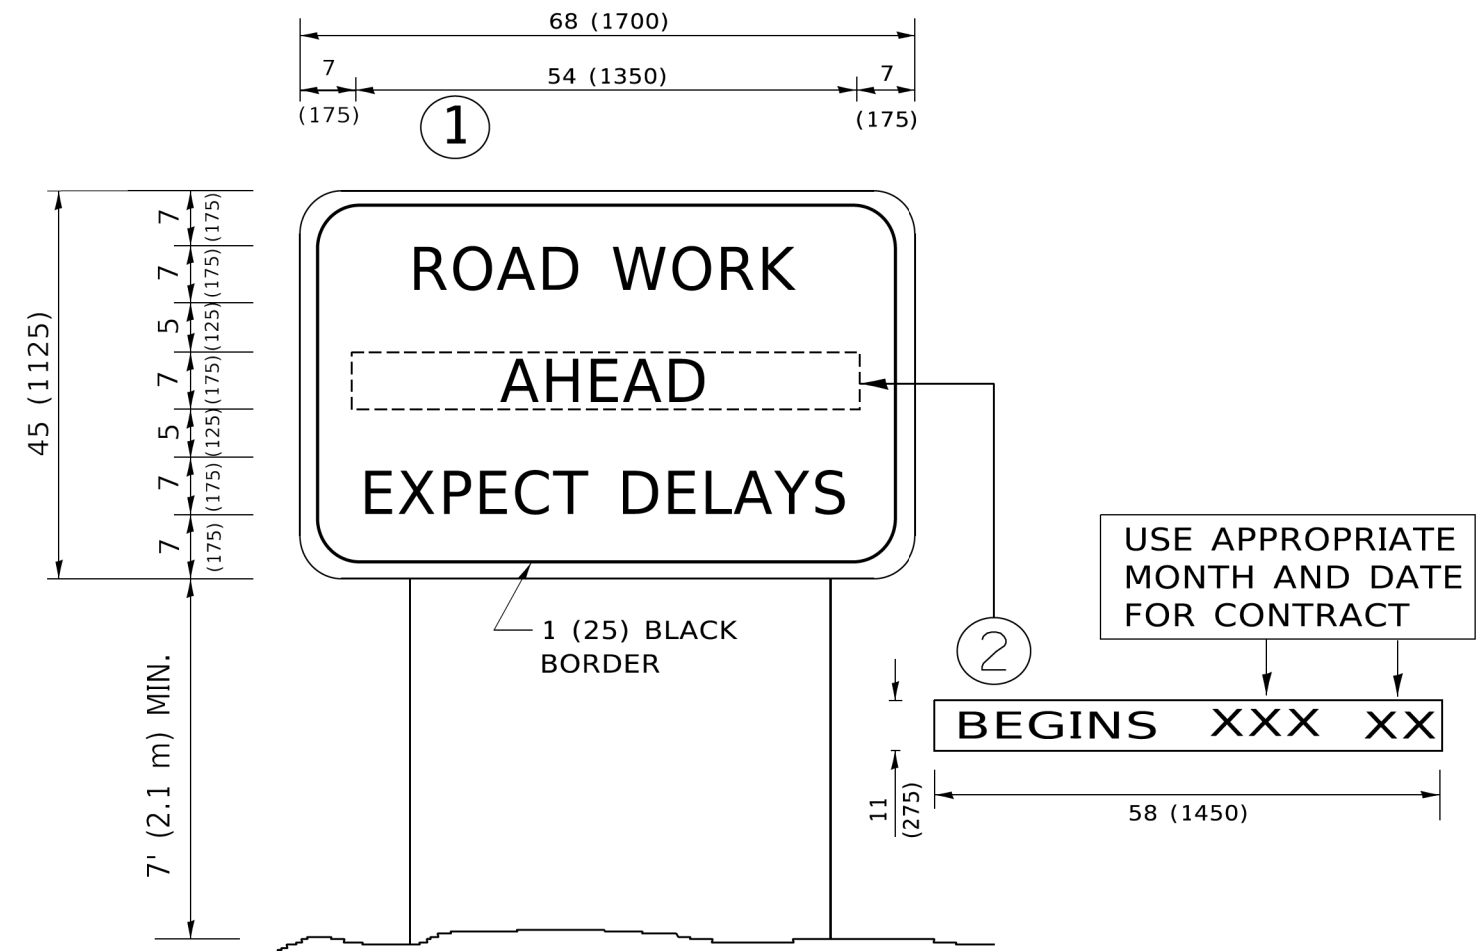 68 (1700)
7
54 (1350)
7
(175)
(175)
1
7
(175)
7
(175)
5
(125)
7
(175)
5
(125)
7
(175)
7
(175)
45 (1125)
ROAD WORK
AHEAD
EXPECT DELAYS
1 (25) BLACK
BORDER
7' (2.1 m) MIN.
USE APPROPRIATE
MONTH AND DATE
FOR CONTRACT
2
BEGINS XXX XX
11
(275)
58 (1450)